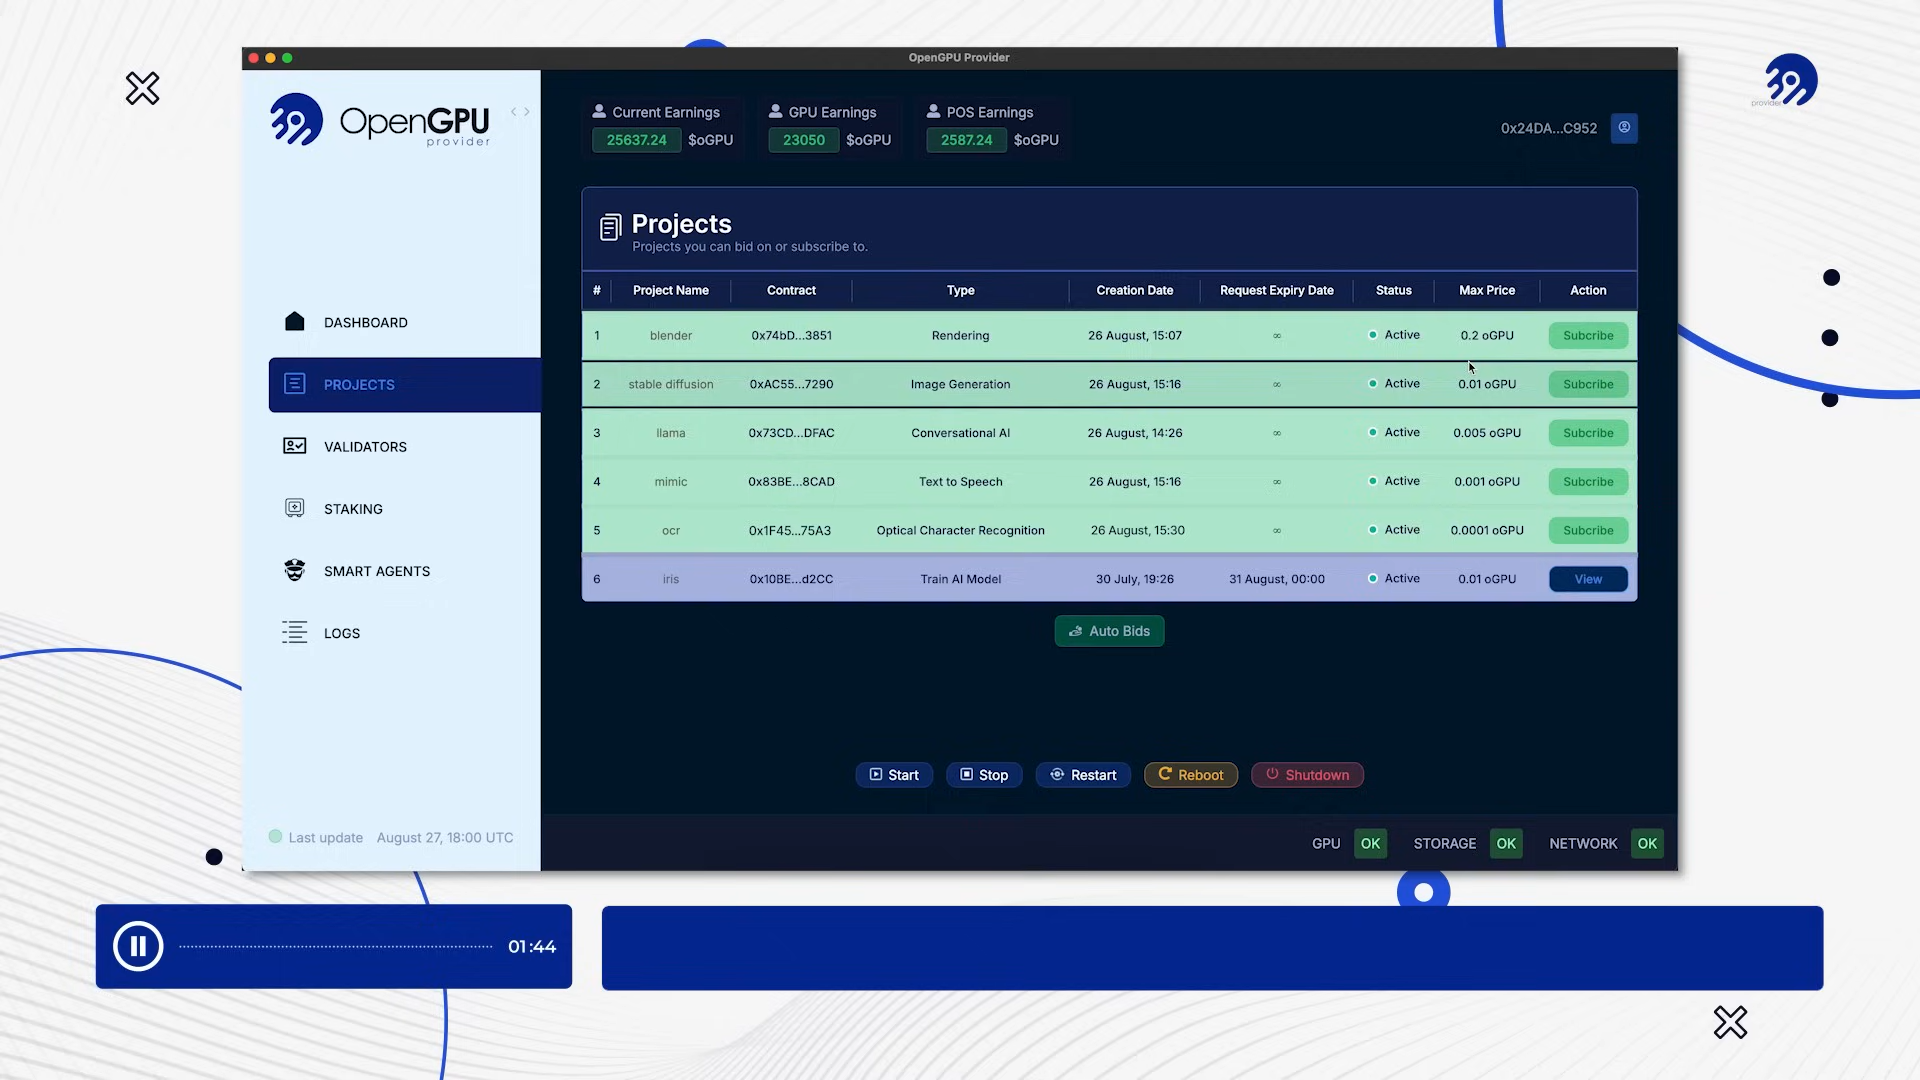 OpenGPU Provider
OpenGPU
provider
provider
Current Earnings
25637.24 $oGPU
GPU Earnings
23050 $oGPU
POS Earnings
2587.24 $oGPU
0x24DA...C952
Projects
Projects you can bid on or subscribe to.
# Project Name Contract Type Creation Date Request Expiry Date Status Max Price Action
1 blender 0x74bD...3851 Rendering 26 August, 15:07 ∞ Active 0.2 oGPU Subcribe
2 stable diffusion 0xAC55...7290 Image Generation 26 August, 15:16 ∞ Active 0.01 oGPU Subcribe
3 llama 0x73CD...DFAC Conversational AI 26 August, 14:26 ∞ Active 0.005 oGPU Subcribe
4 mimic 0x83BE...8CAD Text to Speech 26 August, 15:16 ∞ Active 0.001 oGPU Subcribe
5 ocr 0x1F45...75A3 Optical Character Recognition 26 August, 15:30 ∞ Active 0.0001 oGPU Subcribe
6 iris 0x10BE...d2CC Train AI Model 30 July, 19:26 31 August, 00:00 Active 0.01 oGPU View
Auto Bids
DASHBOARD
PROJECTS
VALIDATORS
STAKING
SMART AGENTS
LOGS
Start Stop Restart Reboot Shutdown
Last update August 27, 18:00 UTC
GPU OK STORAGE OK NETWORK OK
01:44